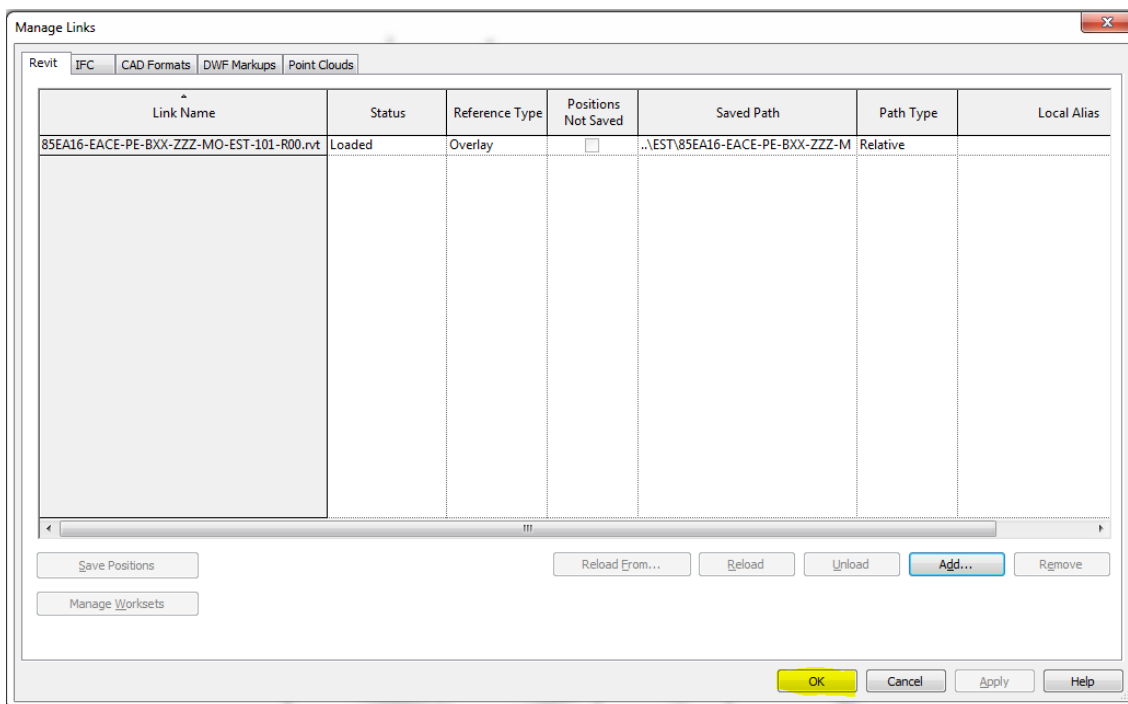 Manage Links
Revit IFC CAD Formats DWF Markups Point Clouds
Link Name Status Reference Type Positions Not Saved Saved Path Path Type Local Alias
85EA16-EACE-PE-BXX-ZZZ-MO-EST-101-R00.rvt Loaded Overlay ..\EST\85EA16-EACE-PE-BXX-ZZZ-M Relative
Save Positions Reload From... Reload Unload Add... Remove
Manage Worksets
OK Cancel Apply Help